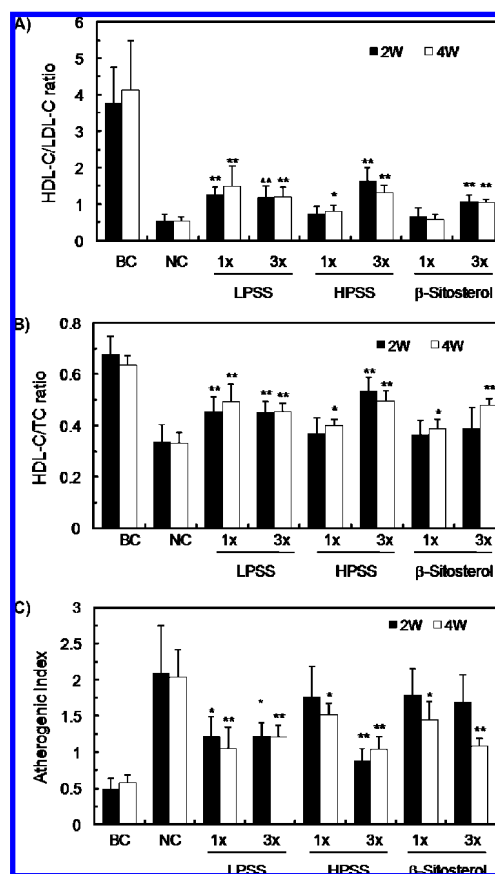 A)
HDL-C/LDL-C ratio
6
5
4
3
2
1
0
2W 4W
** ** ** ** * ** ** ** **
BC NC 1x 3x 1x 3x 1x 3x
LPSS HPSS β-Sitosterol
B)
HDL-C/TC ratio
0.8
0.6
0.4
0.2
0
2W 4W
** ** ** ** * ** ** * **
BC NC 1x 3x 1x 3x 1x 3x
LPSS HPSS β-Sitosterol
C)
Atherogenic Index
2.5
2
1.5
1
0.5
0
2W 4W
* ** * ** * ** ** * **
BC NC 1x 3x 1x 3x 1x 3x
LPSS HPSS β-Sitosterol